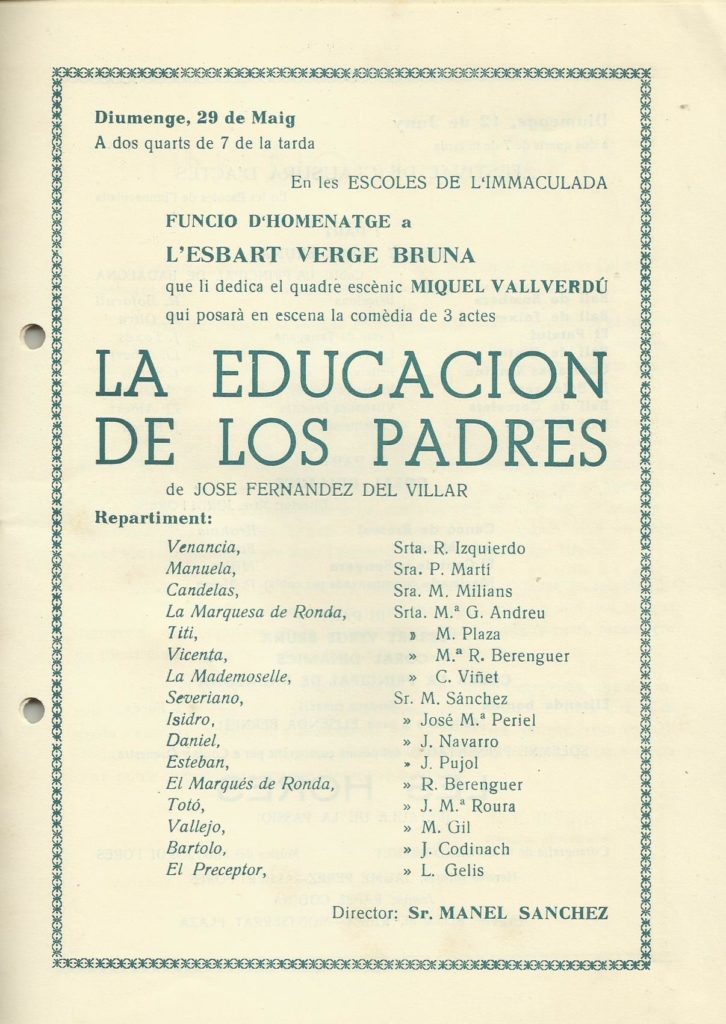 Diumenge, 29 de Maig
A dos quarts de 7 de la tarda
En les ESCOLES DE L'IMMACULADA
FUNCIO D'HOMENATGE a
L'ESBART VERGE BRUNA
que li dedica el quadre escènic MIQUEL VALLVERDÚ
qui posarà en escena la comèdia de 3 actes
LA EDUCACION
DE LOS PADRES
de JOSE FERNANDEZ DEL VILLAR
Repartiment:
Venancia, Srta. R. Izquierdo
Manuela, Sra. P. Martí
Candelas, Sra. M. Milians
La Marquesa de Ronda, Srta. M.ª G. Andreu
Titi, » M. Plaza
Vicenta, » M.ª R. Berenguer
La Mademoselle, » C. Viñet
Severiano, Sr. M. Sánchez
Isidro, » José M.ª Periel
Daniel, » J. Navarro
Esteban, » J. Pujol
El Marqués de Ronda, » R. Berenguer
Totó, » J. M.ª Roura
Vallejo, » M. Gil
Bartolo, » J. Codinach
El Preceptor, » L. Gelis
Director: Sr. MANEL SANCHEZ